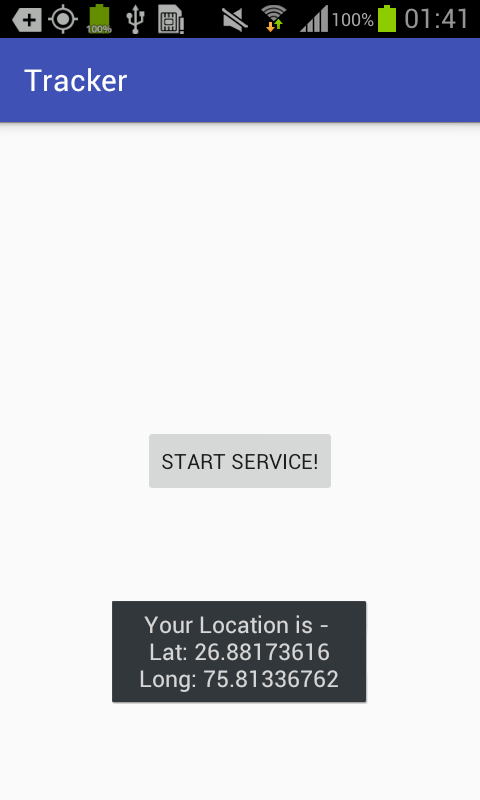 100% 100% 01:41
Tracker
START SERVICE!
Your Location is -
Lat: 26.88173616
Long: 75.81336762